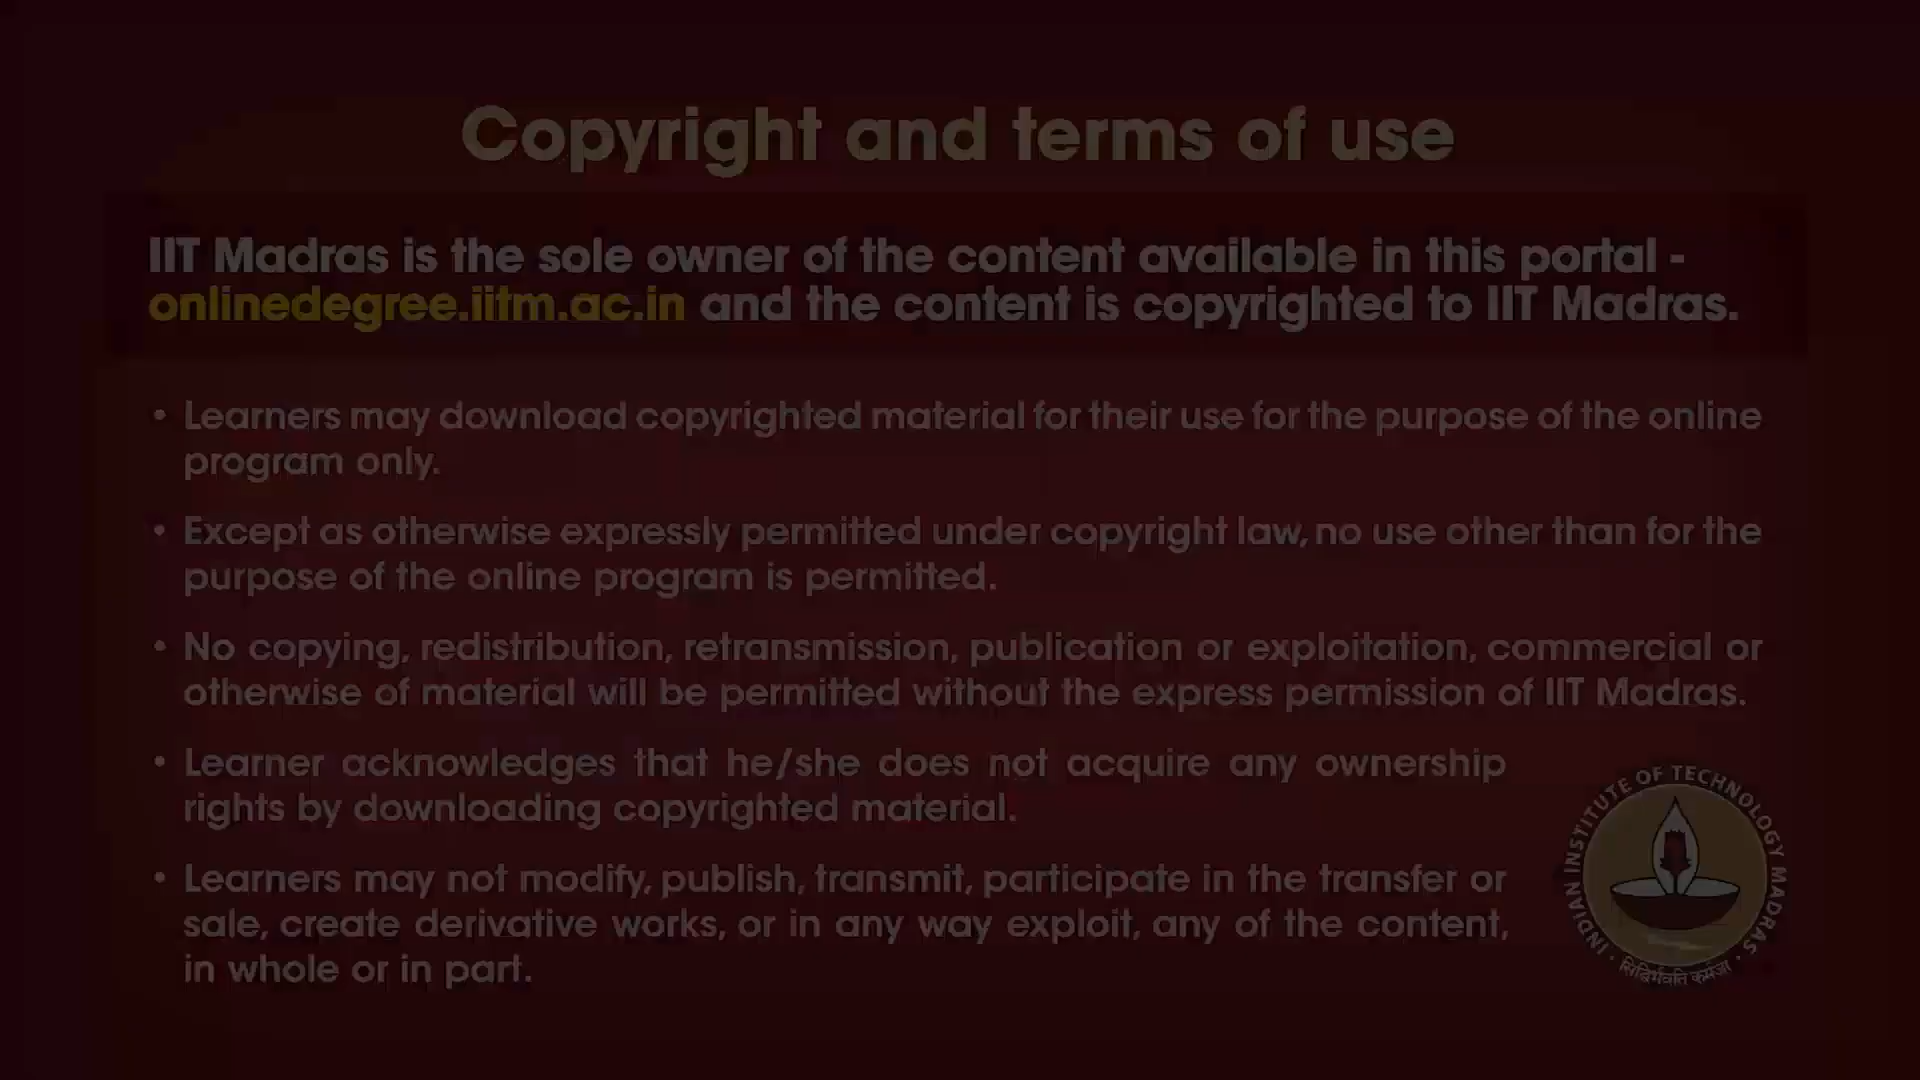 Copyright and terms of use
IIT Madras is the sole owner of the content available in this portal -
onlinedegree.iitm.ac.in and the content is copyrighted to IIT Madras.
• Learners may download copyrighted material for their use for the purpose of the online
program only.
• Except as otherwise expressly permitted under copyright law, no use other than for the
purpose of the online program is permitted.
• No copying, redistribution, retransmission, publication or exploitation, commercial or
otherwise of material will be permitted without the express permission of IIT Madras.
• Learner acknowledges that he/she does not acquire any ownership
rights by downloading copyrighted material.
• Learners may not modify, publish, transmit, participate in the transfer or
sale, create derivative works, or in any way exploit, any of the content,
in whole or in part.
INDIAN INSTITUTE OF TECHNOLOGY MADRAS
सिद्धिर्भवति कर्मजा